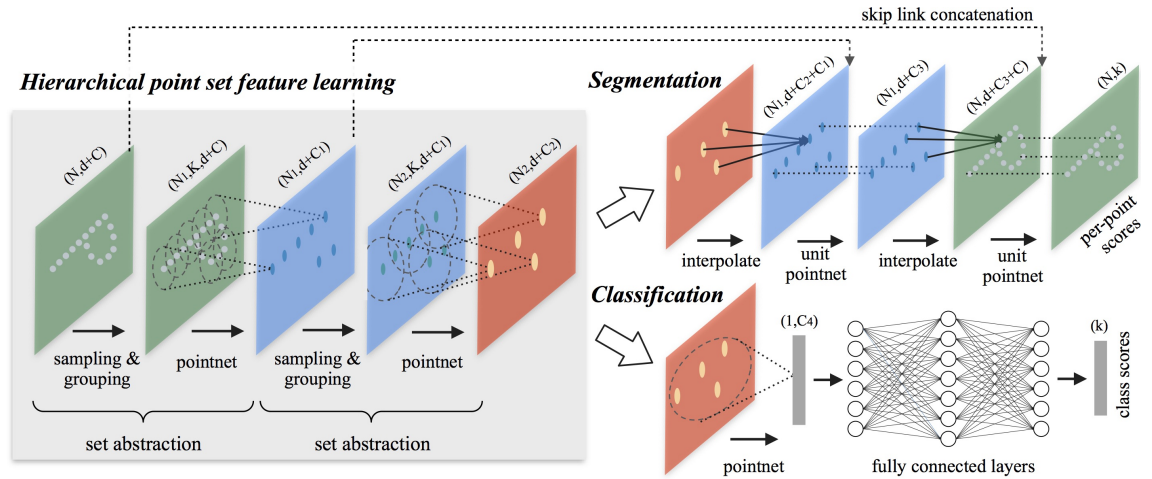 skip link concatenation
Hierarchical point set feature learning
(N,d+C)
(N1,K,d+C)
(N1,d+C1)
(N2,K,d+C1)
(N2,d+C2)
sampling &
grouping
pointnet
sampling &
grouping
pointnet
set abstraction
set abstraction
Segmentation
(N1,d+C2+C1)
(N1,d+C3)
(N,d+C3+C)
(N,k)
interpolate
unit
pointnet
interpolate
unit
pointnet
per-point
scores
Classification
(1,C4)
(k)
class scores
pointnet
fully connected layers